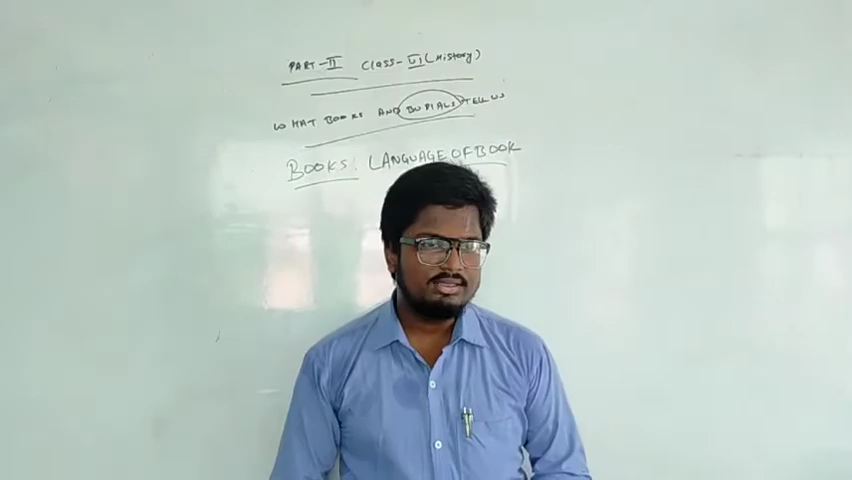 PART-II Class-VI (History)
WHAT BOOKS AND BURIALS TELL US
BOOKS: LANGUAGE OF BOOK